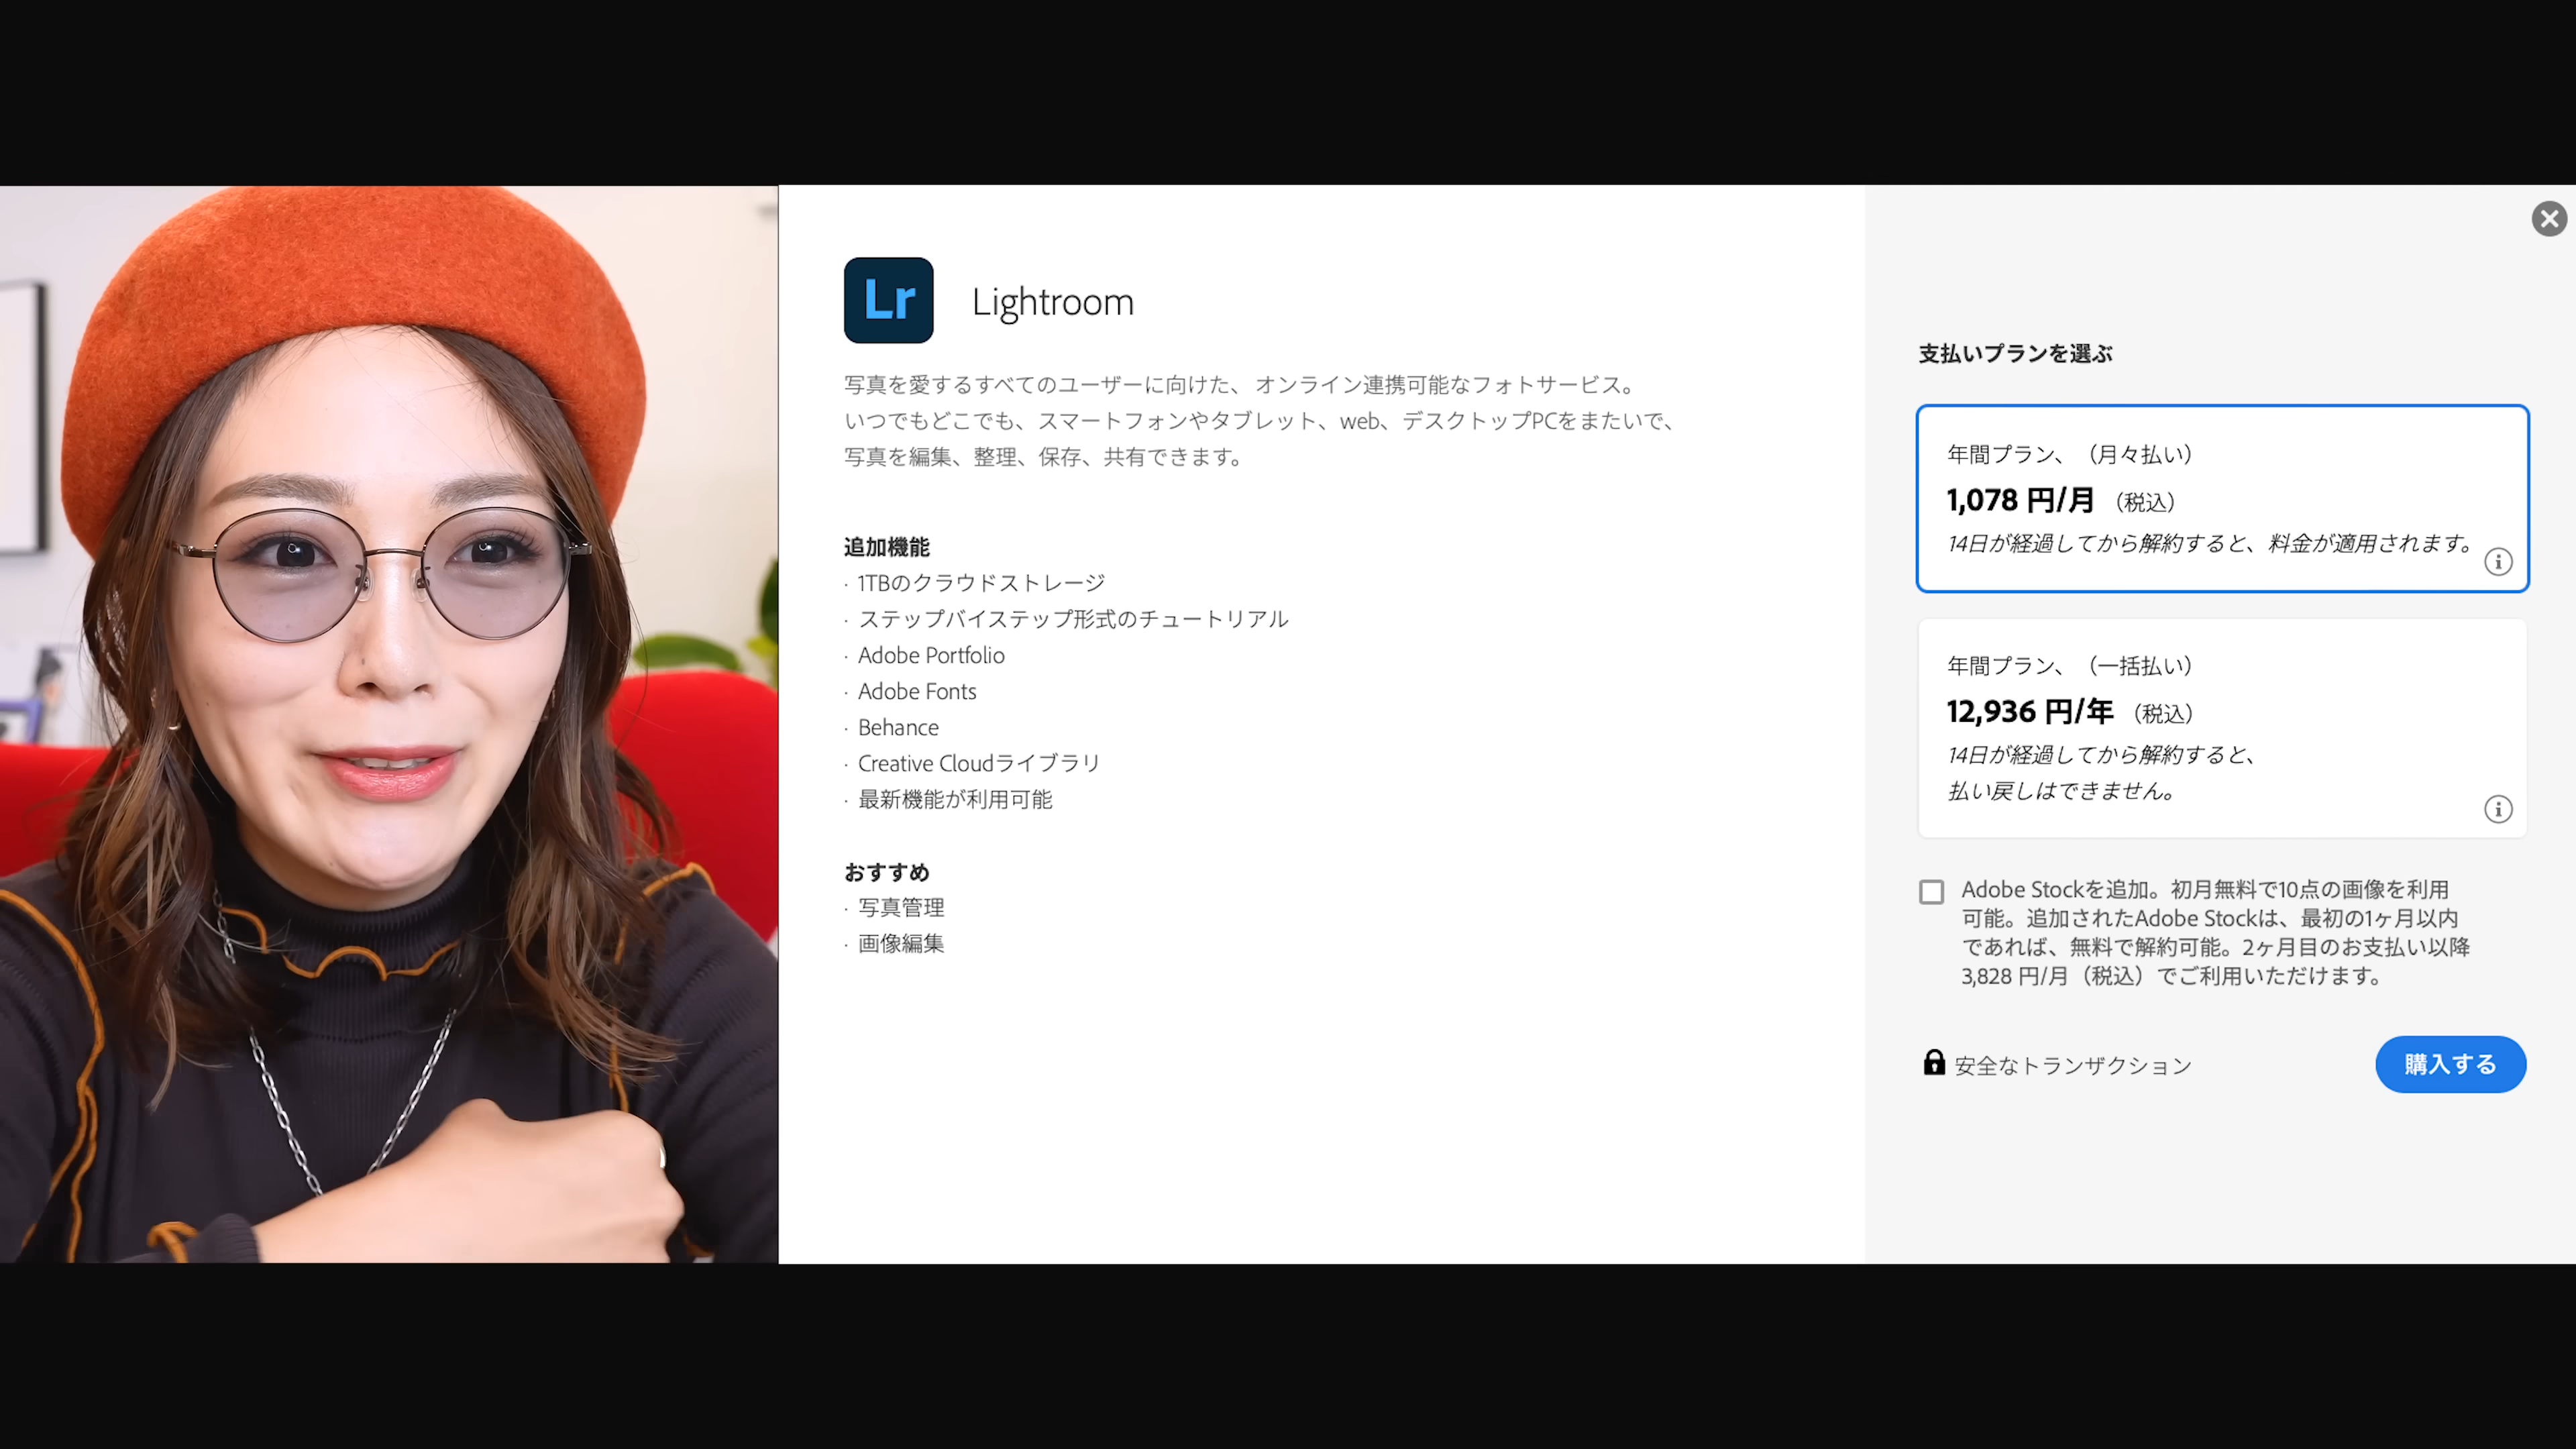 Lr
Lightroom
写真を愛するすべてのユーザーに向けた、オンライン連携可能なフォトサービス。
いつでもどこでも、スマートフォンやタブレット、web、デスクトップPCをまたいで、
写真を編集、整理、保存、共有できます。
追加機能
· 1TBのクラウドストレージ
· ステップバイステップ形式のチュートリアル
· Adobe Portfolio
· Adobe Fonts
· Behance
· Creative Cloudライブラリ
· 最新機能が利用可能
おすすめ
· 写真管理
· 画像編集
支払いプランを選ぶ
年間プラン、（月々払い）
1,078 円/月 （税込）
14日が経過してから解約すると、料金が適用されます。
年間プラン、（一括払い）
12,936 円/年 （税込）
14日が経過してから解約すると、
払い戻しはできません。
Adobe Stockを追加。初月無料で10点の画像を利用
可能。追加されたAdobe Stockは、最初の1ヶ月以内
であれば、無料で解約可能。2ヶ月目のお支払い以降
3,828 円/月（税込）でご利用いただけます。
安全なトランザクション
購入する